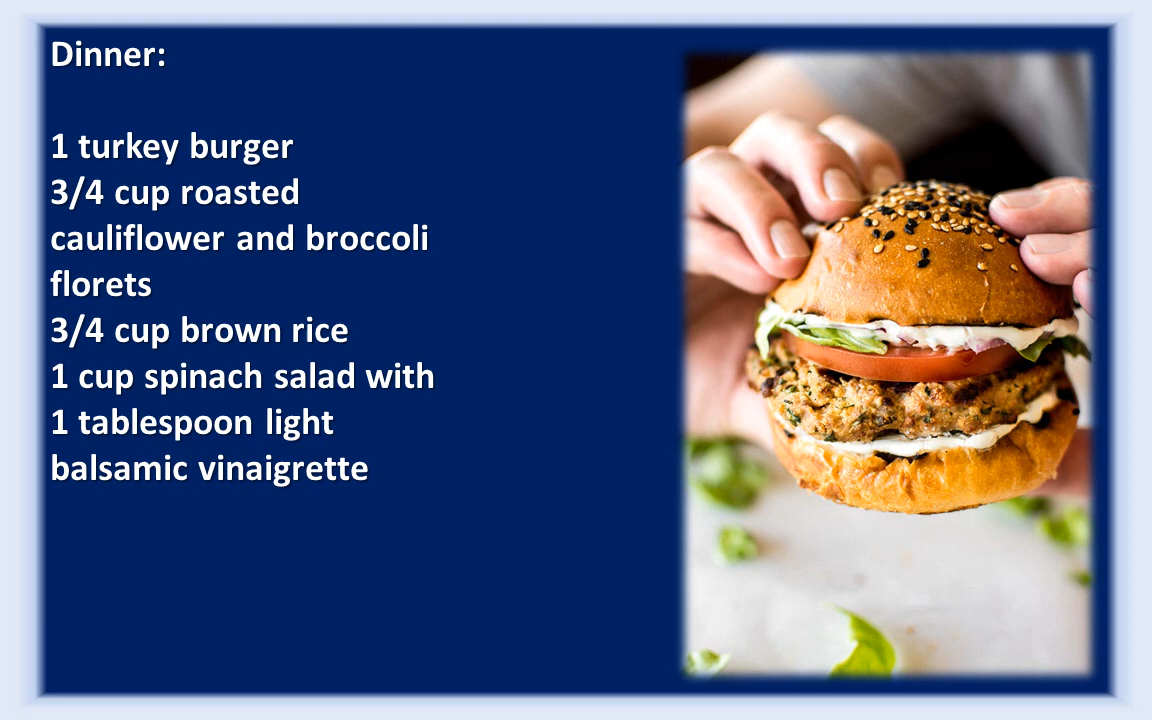 Dinner:
1 turkey burger
3/4 cup roasted
cauliflower and broccoli
florets
3/4 cup brown rice
1 cup spinach salad with
1 tablespoon light
balsamic vinaigrette